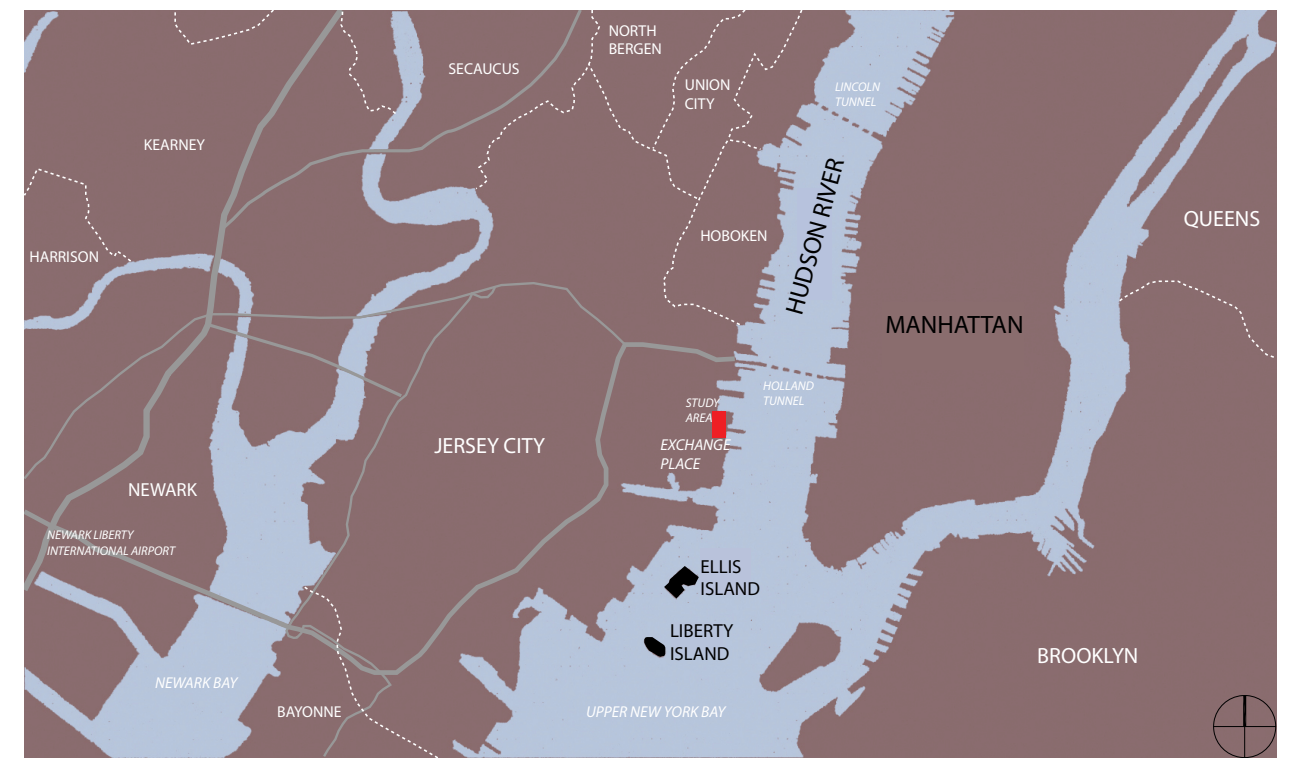 NORTH
BERGEN
SECAUCUS
UNION
CITY
LINCOLN
TUNNEL
KEARNEY
HUDSON RIVER
QUEENS
HOBOKEN
HARRISON
MANHATTAN
HOLLAND
TUNNEL
STUDY
AREA
EXCHANGE
PLACE
JERSEY CITY
NEWARK
NEWARK LIBERTY
INTERNATIONAL AIRPORT
ELLIS
ISLAND
LIBERTY
ISLAND
BROOKLYN
NEWARK BAY
BAYONNE
UPPER NEW YORK BAY